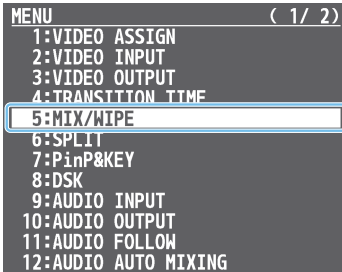 MENU ( 1/ 2)
1:VIDEO ASSIGN
2:VIDEO INPUT
3:VIDEO OUTPUT
4:TRANSITION TIME
5:MIX/WIPE
6:SPLIT
7:PinP&KEY
8:DSK
9:AUDIO INPUT
10:AUDIO OUTPUT
11:AUDIO FOLLOW
12:AUDIO AUTO MIXING